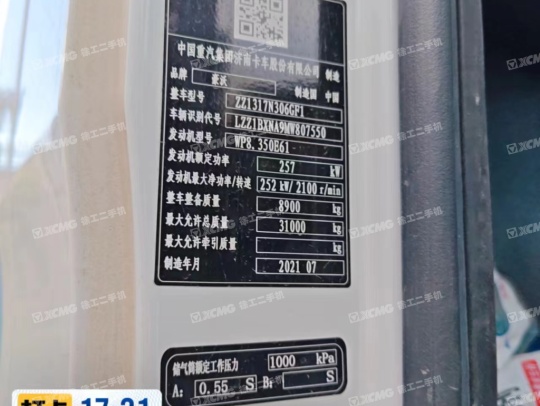 中国重汽集团济南卡车股份有限公司 制造
品牌 豪沃 制造国 中国
整车型号 ZZ1317N306GF1
车辆识别代号 LZZ1BXNA9MW807550
发动机型号 WP8.350E61
发动机额定功率 257 kW
发动机最大净功率/转速 252 kW/ 2100 r/min
整车整备质量 8900 kg
最大允许总质量 31000 kg
最大允许牵引质量 kg
制造年月 2021 07
储气筒额定工作压力 1000 kPa
A: 0.55 S B: S
XCMG 徐工二手机